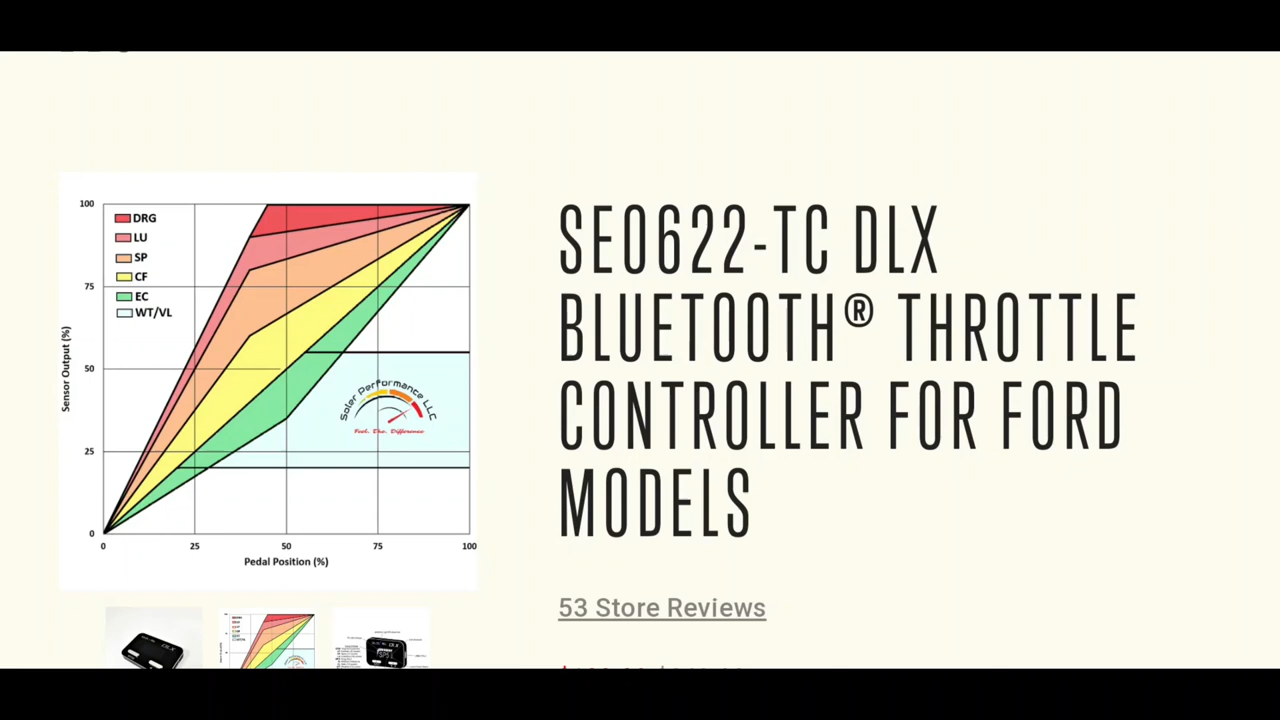 100
DRG
LU
SP
CF
EC
WT/VL
75
50
25
0
Sensor Output (%)
0 25 50 75 100
Pedal Position (%)
Soler Performance LLC
Feel. The. Difference
SE0622-TC DLX
BLUETOOTH® THROTTLE
CONTROLLER FOR FORD
MODELS
53 Store Reviews
DLX